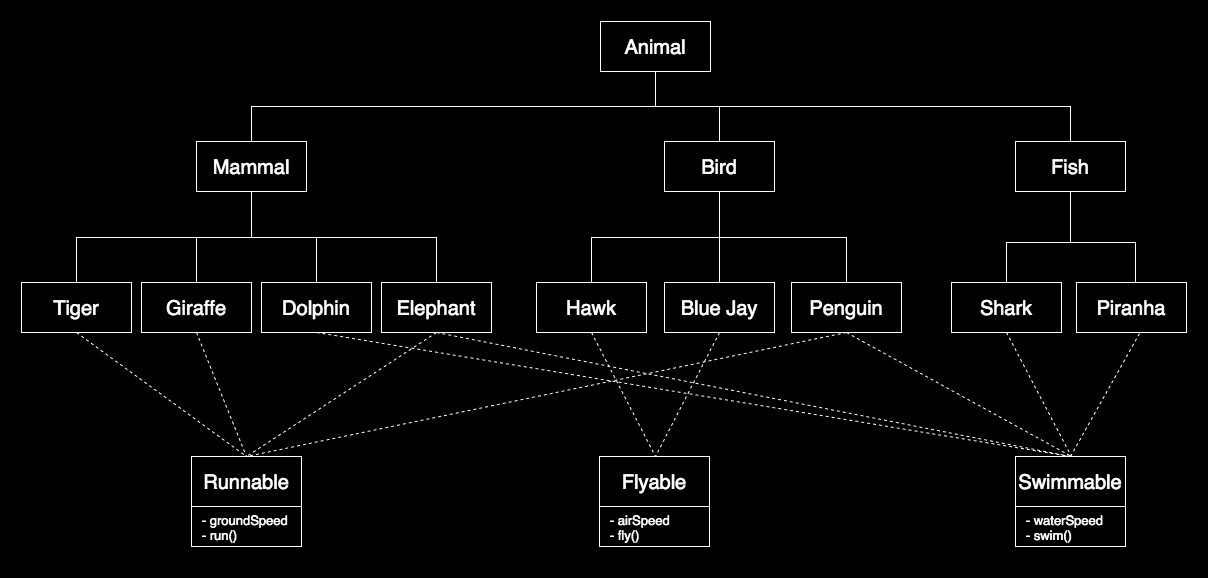 Animal
Mammal
Bird
Fish
Tiger
Giraffe
Dolphin
Elephant
Hawk
Blue Jay
Penguin
Shark
Piranha
Runnable
- groundSpeed
- run()
Flyable
- airSpeed
- fly()
Swimmable
- waterSpeed
- swim()